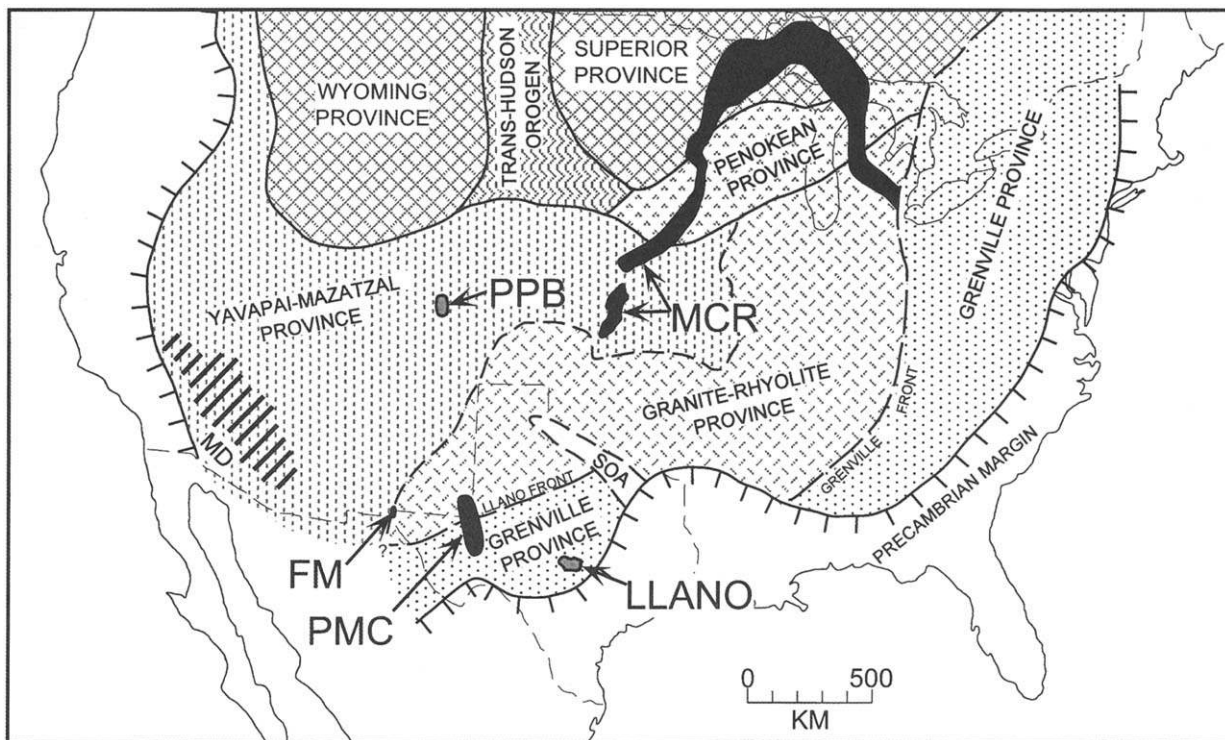 SUPERIOR
PROVINCE
WYOMING
PROVINCE
TRANS-HUDSON
OROGEN
PENOKEAN
PROVINCE
GRENVILLE PROVINCE
YAVAPAI-MAZATZAL
PROVINCE
PPB
MCR
GRANITE-RHYOLITE
PROVINCE
MD
SOA
GRENVILLE
FRONT
LLANO FRONT
GRENVILLE
PROVINCE
?
PRECAMBRIAN MARGIN
FM
PMC
LLANO
0 500
KM